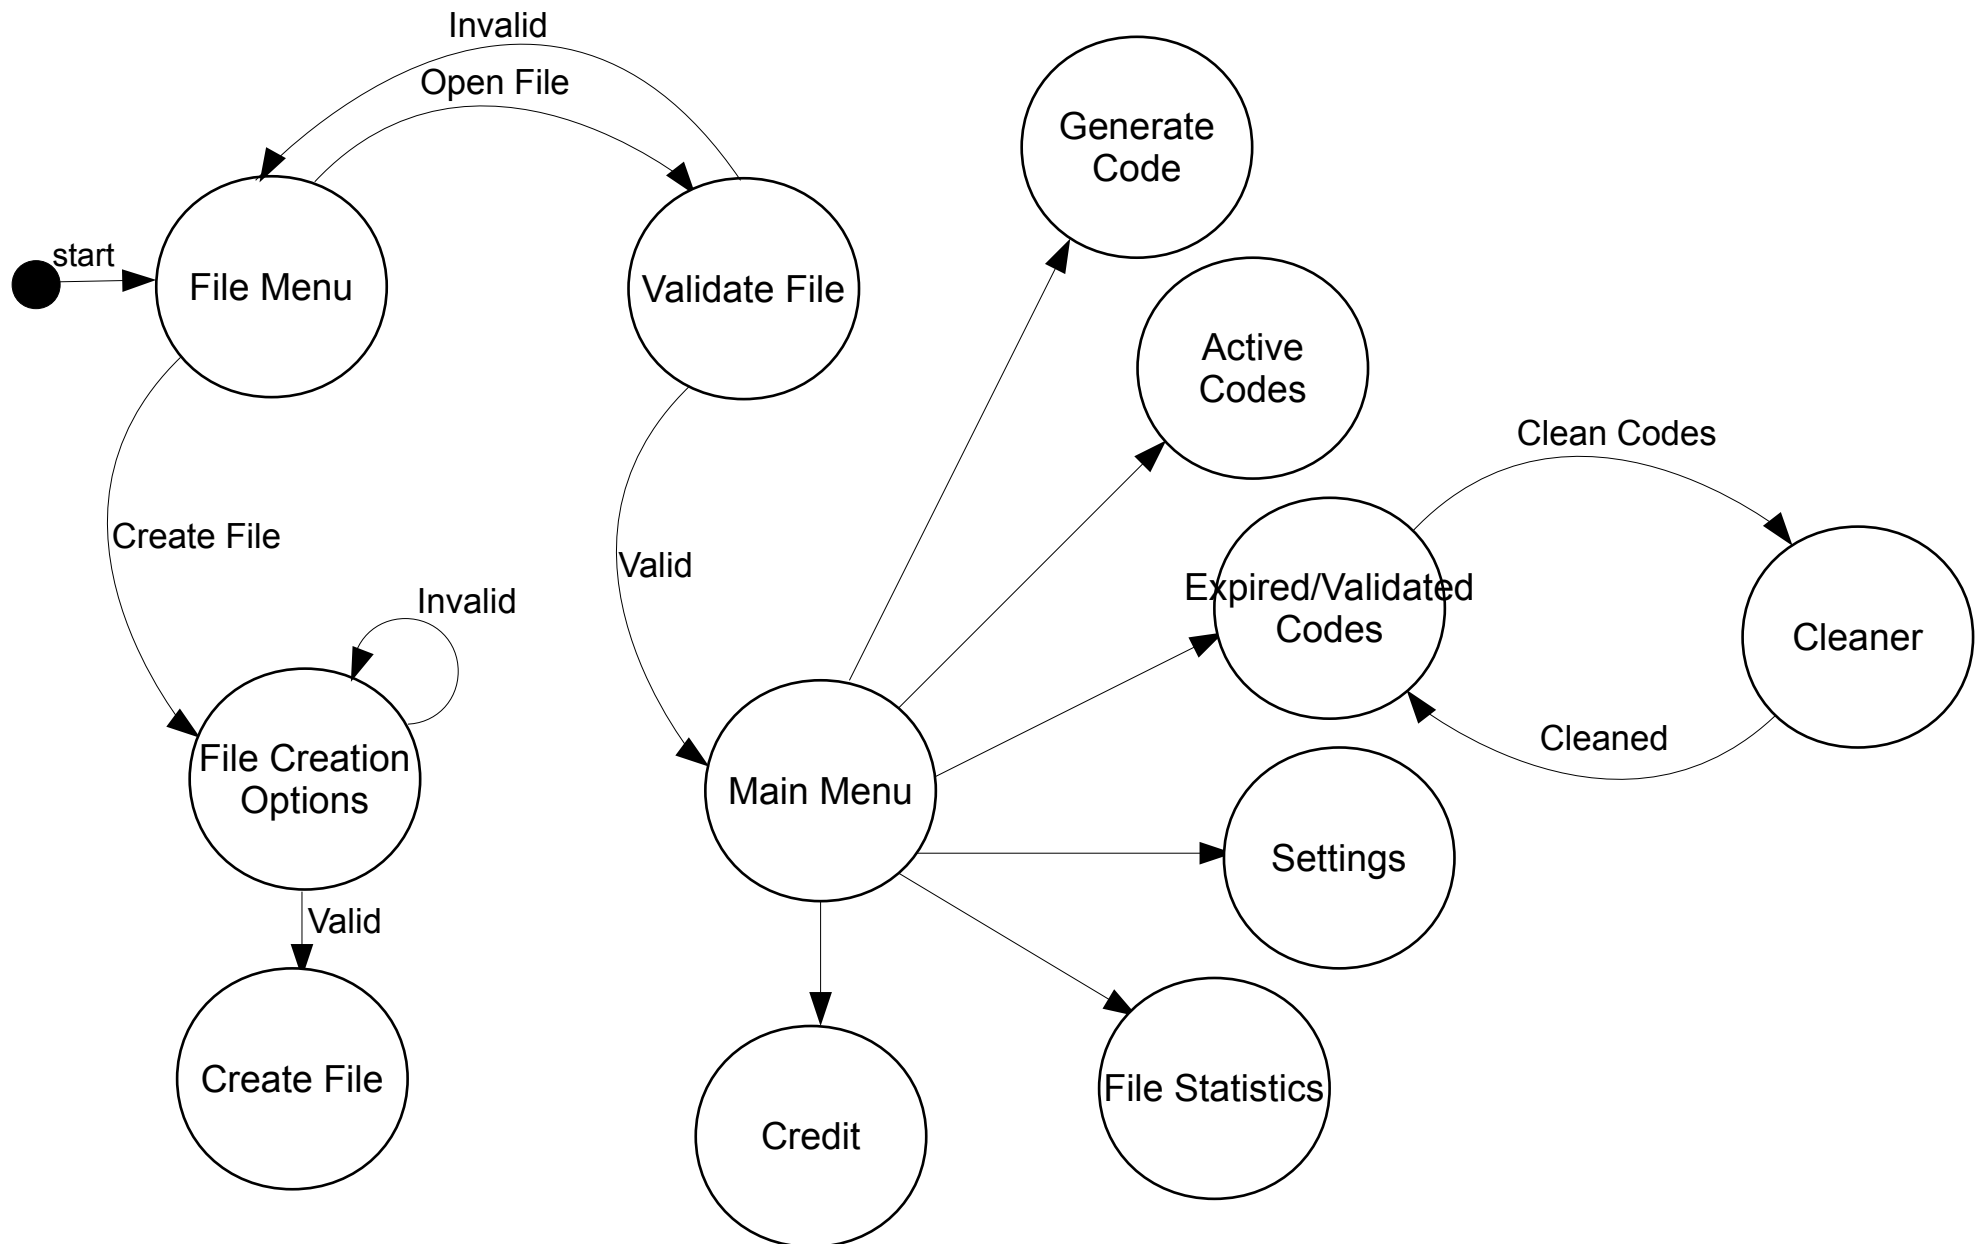 Invalid
Open File
Generate
Code
start
File Menu
Validate File
Active
Codes
Clean Codes
Create File
Valid
Expired/Validated
Codes
Cleaner
Invalid
Cleaned
File Creation
Options
Main Menu
Settings
Valid
Create File
Credit
File Statistics